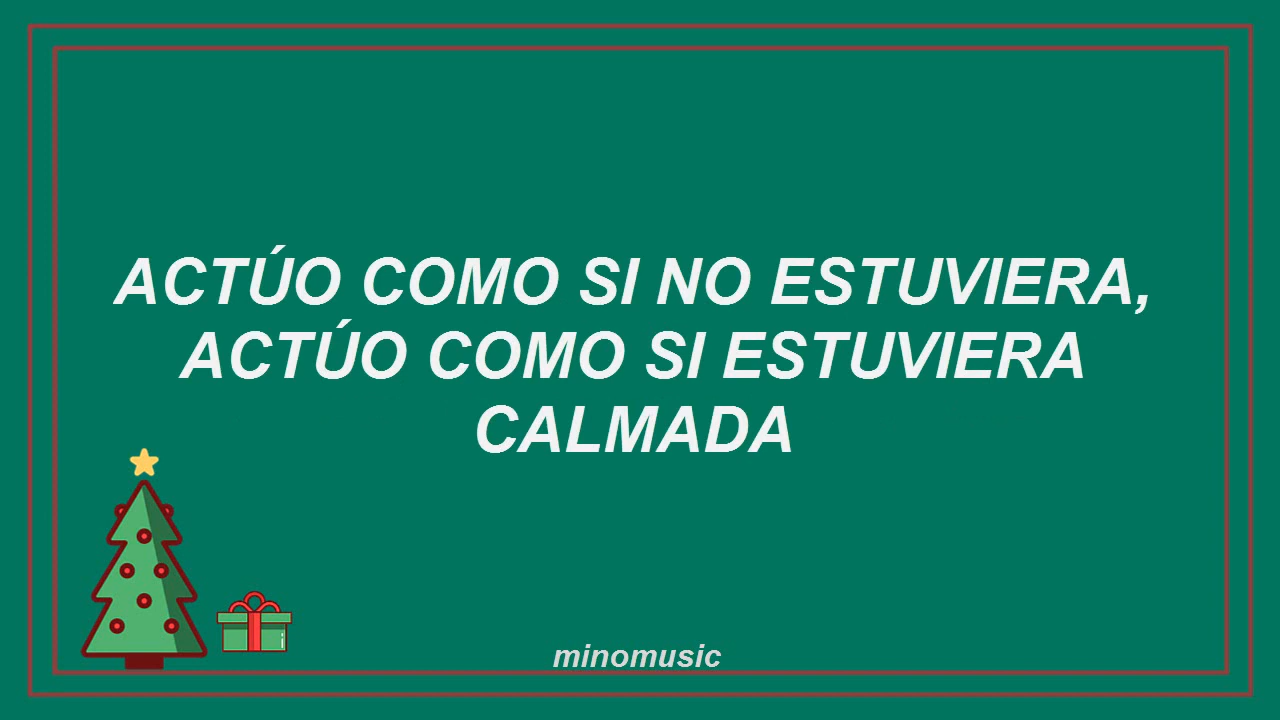 ACTÚO COMO SI NO ESTUVIERA,
ACTÚO COMO SI ESTUVIERA
CALMADA
minomusic